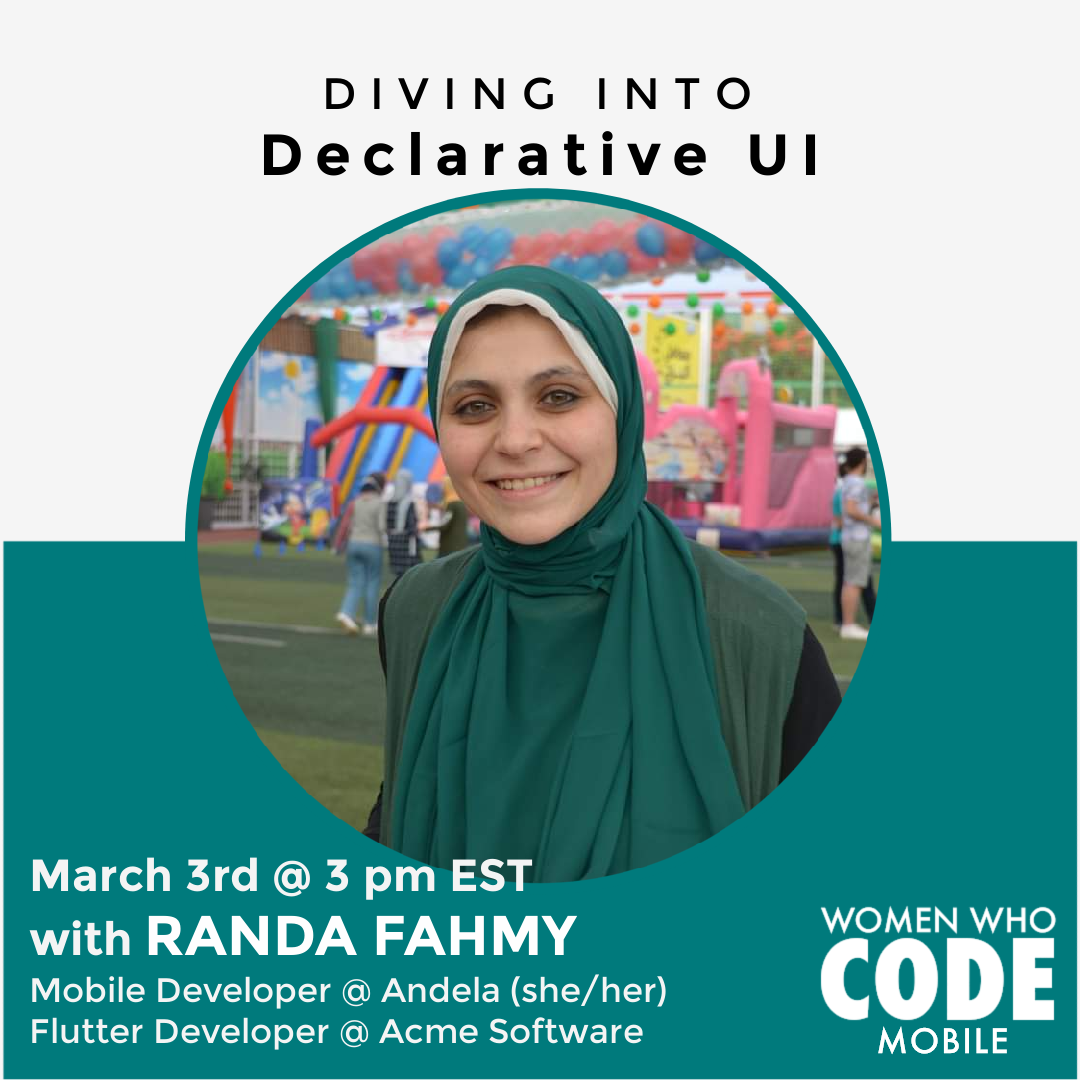 DIVING INTO
Declarative UI
March 3rd @ 3 pm EST
with RANDA FAHMY
Mobile Developer @ Andela (she/her)
Flutter Developer @ Acme Software
WOMEN WHO
CODE
MOBILE